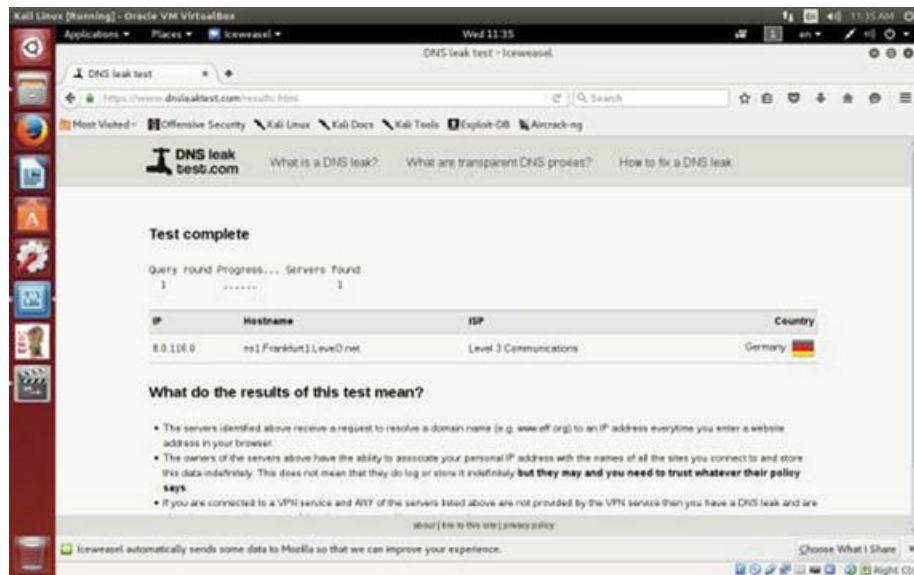 Kali Linux [Running] - Oracle VM VirtualBox
11:35 AM
Applications Places Iceweasel Wed 11:35 1 en
DNS leak test - Iceweasel
DNS leak test
https://www.dnsleaktest.com/results.html Search
Most Visited Offensive Security Kali Linux Kali Docs Kali Tools Exploit-DB Aircrack-ng
DNS leak test.com What is a DNS leak? What are transparent DNS proxies? How to fix a DNS leak
Test complete
Query round Progress... Servers found
1 ...... 1
IP Hostname ISP Country
8.0.116.0 ns1.Frankfurt1.Level3.net Level 3 Communications Germany
What do the results of this test mean?
• The servers identified above receive a request to resolve a domain name (e.g. www.eff.org) to an IP address everytime you enter a website
address in your browser.
• The owners of the servers above have the ability to associate your personal IP address with the names of all the sites you connect to and store
this data indefinitely. This does not mean that they do log or store it indefinitely but they may and you need to trust whatever their policy
says.
• If you are connected to a VPN service and ANY of the servers listed above are not provided by the VPN service then you have a DNS leak and are
about | link to this site | privacy policy
Iceweasel automatically sends some data to Mozilla so that we can improve your experience. Choose What I Share
Right Ct